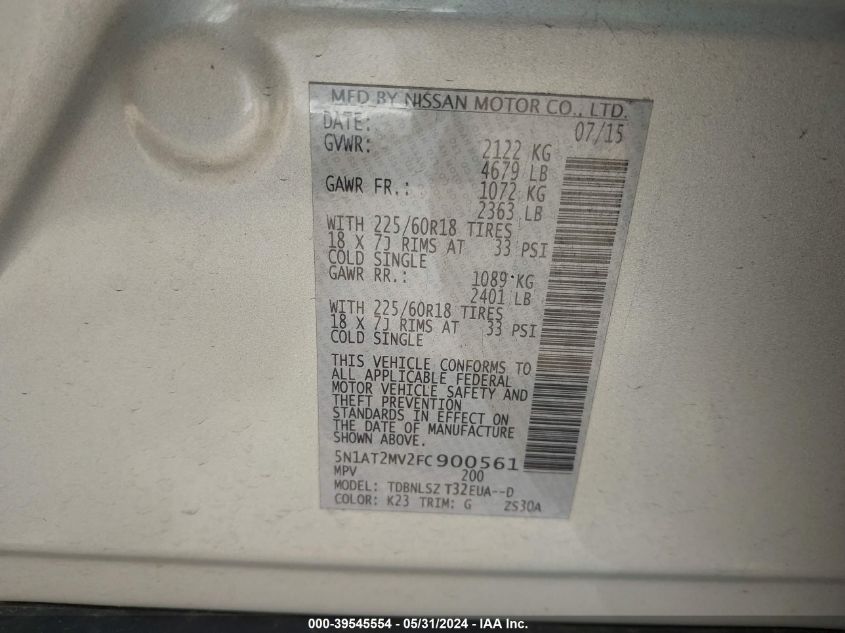 MFD BY NISSAN MOTOR CO., LTD.
DATE: 07/15
GVWR: 2122 KG
4679 LB
GAWR FR.: 1072 KG
2363 LB
WITH 225/60R18 TIRES
18 X 7J RIMS AT 33 PSI
COLD SINGLE
GAWR RR.: 1089 KG
2401 LB
WITH 225/60R18 TIRES
18 X 7J RIMS AT 33 PSI
COLD SINGLE
THIS VEHICLE CONFORMS TO
ALL APPLICABLE FEDERAL
MOTOR VEHICLE SAFETY AND
THEFT PREVENTION
STANDARDS IN EFFECT ON
THE DATE OF MANUFACTURE
SHOWN ABOVE.
5N1AT2MV2FC900561
MPV 200
MODEL: TDBNLSZ T32EUA--D
COLOR: K23 TRIM: G ZS30A
000-39545554 - 05/31/2024 - IAA Inc.